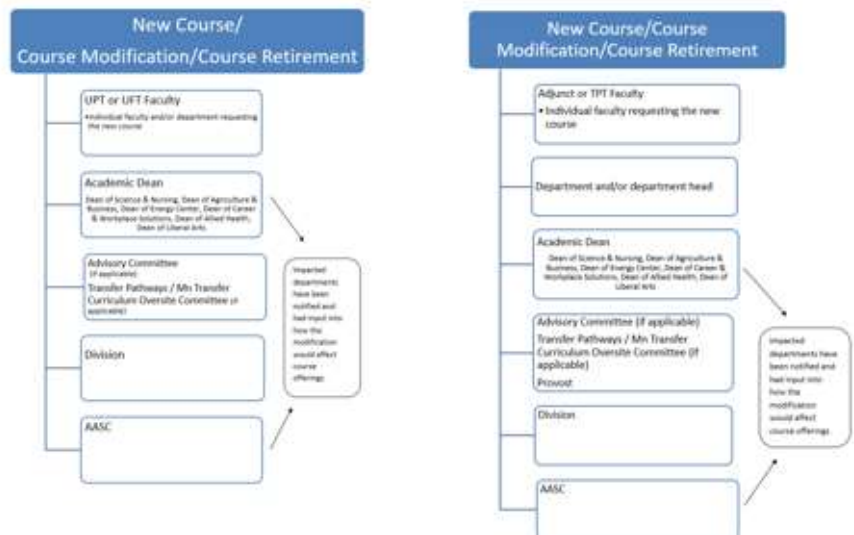 New Course/
Course Modification/Course Retirement
UPT or UFT Faculty
•Individual faculty and/or department requesting
the new course
Academic Dean
Dean of Science & Nursing, Dean of Agriculture &
Business, Dean of Energy Center, Dean of Career
& Workplace Solutions, Dean of Allied Health,
Dean of Liberal Arts
Advisory Committee
(if applicable)
Transfer Pathways / Mn Transfer
Curriculum Oversite Committee (if
applicable)
Division
AASC
Impacted
departments
have been
notified and
had input into
how the
modification
would affect
course
offerings
New Course/Course
Modification/Course Retirement
Adjunct or TPT Faculty
•Individual faculty requesting the new
course
Department and/or department head
Academic Dean
Dean of Science & Nursing, Dean of Agriculture &
Business, Dean of Energy Center, Dean of Career &
Workplace Solutions, Dean of Allied Health, Dean of
Liberal Arts
Advisory Committee (if applicable)
Transfer Pathways / Mn Transfer
Curriculum Oversite Committee (if
applicable)
Provost
Division
AASC
Impacted
departments have
been notified and
had input into
how the
modification
would affect
course offerings